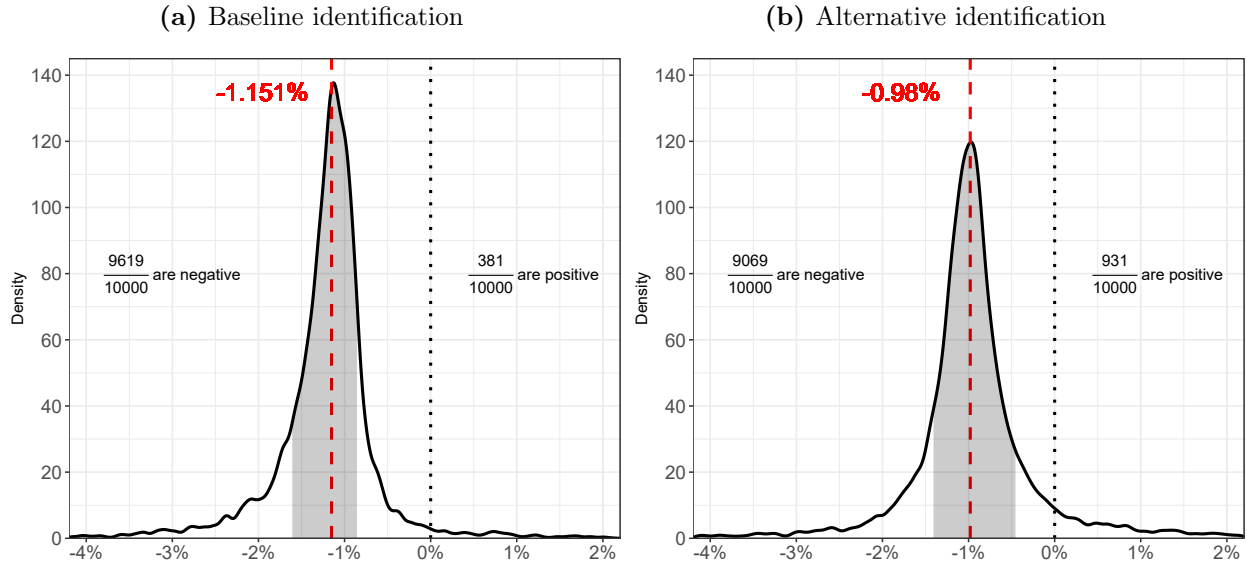 (a) Baseline identification
140
120
100
80
60
40
20
0
Density
-1.151%
9619
10000 are negative
381
10000 are positive
-4% -3% -2% -1% 0% 1% 2%
(b) Alternative identification
140
120
100
80
60
40
20
0
Density
-0.98%
9069
10000 are negative
931
10000 are positive
-4% -3% -2% -1% 0% 1% 2%